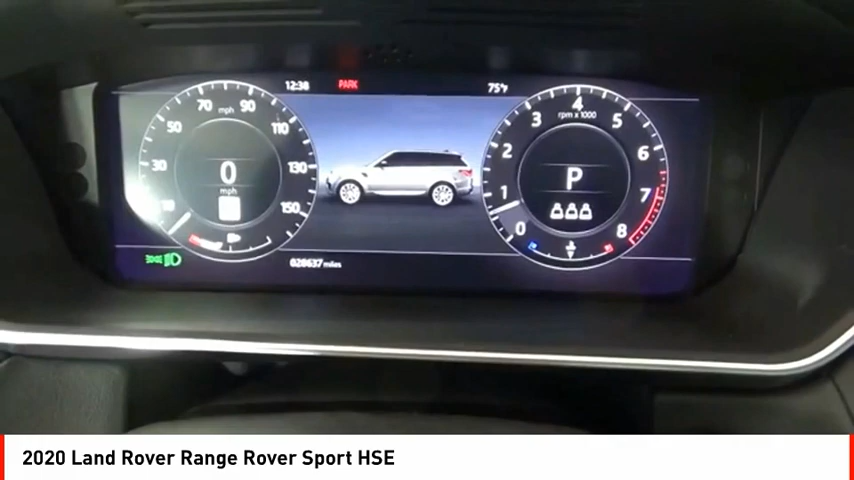 12:38 PARK 75°F
70 mph 90
50 110
30 130
0
mph
150
4
rpm x 1000
3 5
2 6
1 7
P
0 8
028637 miles
2020 Land Rover Range Rover Sport HSE